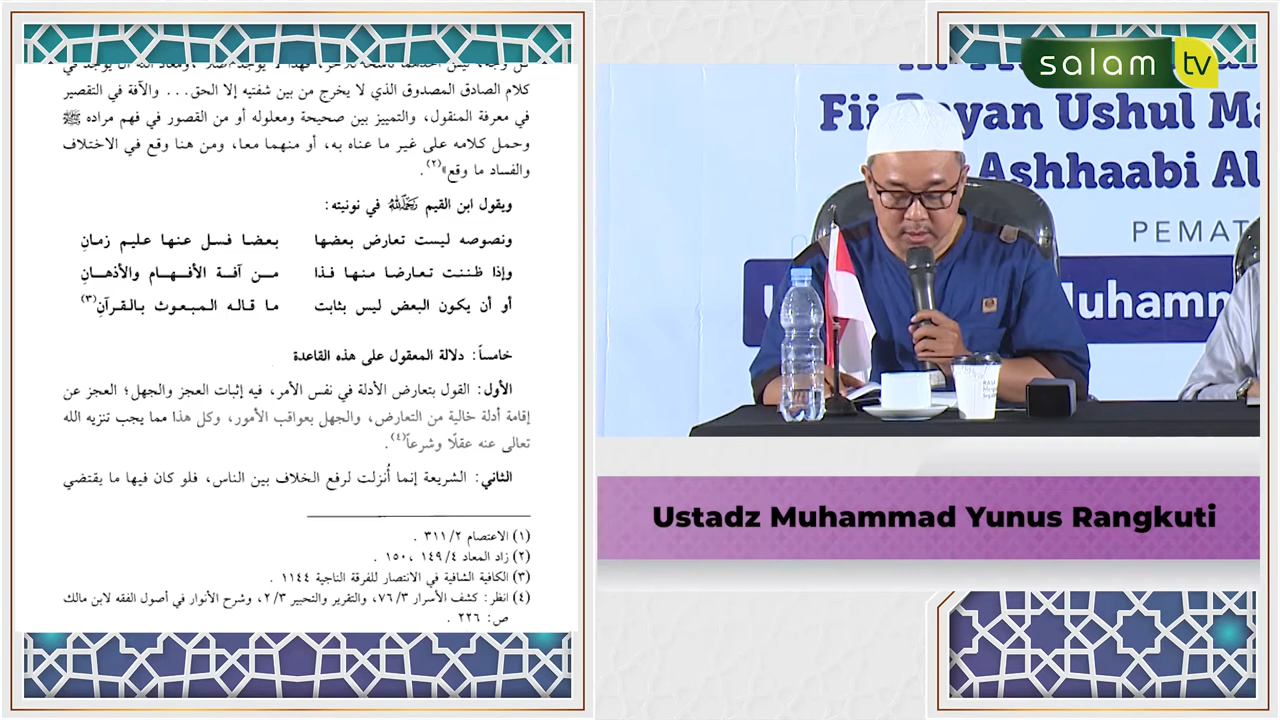 كلام الصادق المصدوق الذي لا يخرج من بين شفتيه إلا الحق... والآفة في التقصير
في معرفة المنقول، والتمييز بين صحيحة ومعلوله أو من القصور في فهم مراده ﷺ
وحمل كلامه على غير ما عناه به، أو منهما معا، ومن هنا وقع في الاختلاف
والفساد ما وقع»(٢).
ويقول ابن القيم رحمه الله في نونيته:
ونصوصه ليست تعارض بعضها بعضا فسل عنها عليم زمانِ
وإذا ظننت تعارضا منها فذا من آفة الأفهام والأذهانِ
أو أن يكون البعض ليس بثابت ما قاله المبعوث بالقرآنِ(٣)
خامساً: دلالة المعقول على هذه القاعدة
الأول: القول بتعارض الأدلة في نفس الأمر، فيه إثبات العجز والجهل؛ العجز عن
إقامة أدلة خالية من التعارض، والجهل بعواقب الأمور، وكل هذا مما يجب تنزيه الله
تعالى عنه عقلًا وشرعاً(٤).
الثاني: الشريعة إنما أُنزلت لرفع الخلاف بين الناس، فلو كان فيها ما يقتضي
(١) الاعتصام ٢/ ٣١١ .
(٢) زاد المعاد ٤/ ١٤٩ ،١٥٠ .
(٣) الكافية الشافية في الانتصار للفرقة الناجية ١١٤٤ .
(٤) انظر: كشف الأسرار ٣/ ٧٦، والتقرير والتحبير ٣/ ٢، وشرح الأنوار في أصول الفقه لابن مالك
ص: ٢٢٦ .
salam tv
Fii Bayan Ushul Ma
Ashhaabi Al
PEMAT
Muhamm
Ustadz Muhammad Yunus Rangkuti